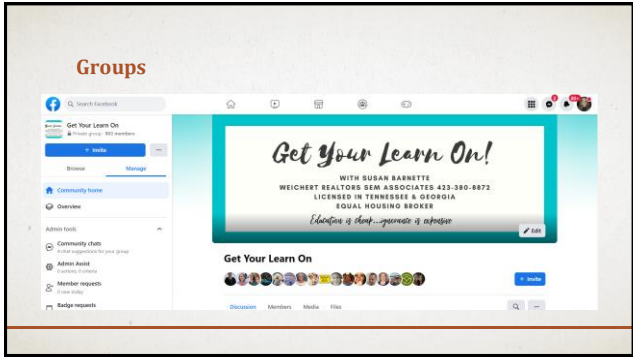 Groups
Search Facebook
Get Your Learn On
Private group
+ Invite
Browse
Manage
Community home
Overview
Admin tools
Community chats
Admin Assist
Member requests
Badge requests
Get Your Learn On!
WITH SUSAN BARNETTE
WEICHERT REALTORS SEM ASSOCIATES 423-380-8872
LICENSED IN TENNESSEE & GEORGIA
EQUAL HOUSING BROKER
Education is cheap...ignorance is expensive
Edit
Get Your Learn On
+ Invite
Discussion Members Media Files